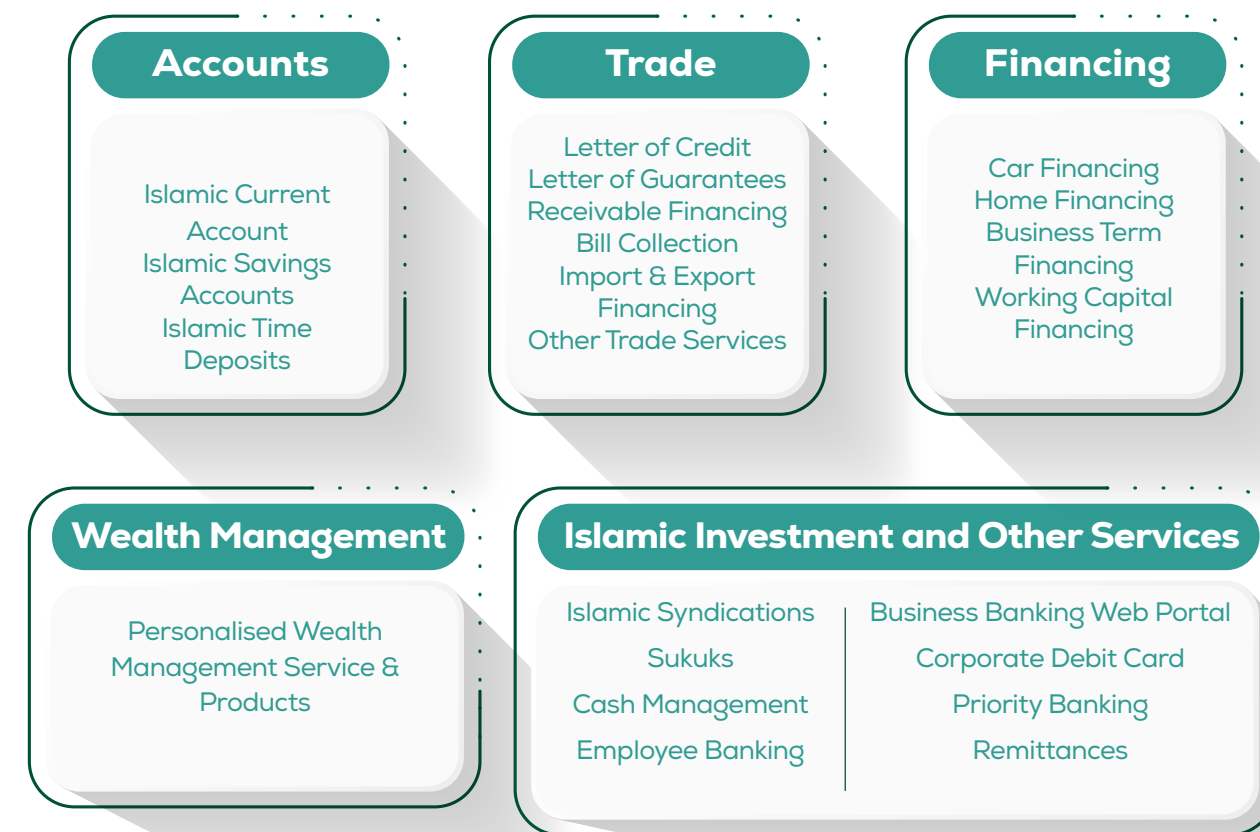 Accounts
Islamic Current
Account
Islamic Savings
Accounts
Islamic Time
Deposits
Trade
Letter of Credit
Letter of Guarantees
Receivable Financing
Bill Collection
Import & Export
Financing
Other Trade Services
Financing
Car Financing
Home Financing
Business Term
Financing
Working Capital
Financing
Wealth Management
Personalised Wealth
Management Service &
Products
Islamic Investment and Other Services
Islamic Syndications
Sukuks
Cash Management
Employee Banking
Business Banking Web Portal
Corporate Debit Card
Priority Banking
Remittances